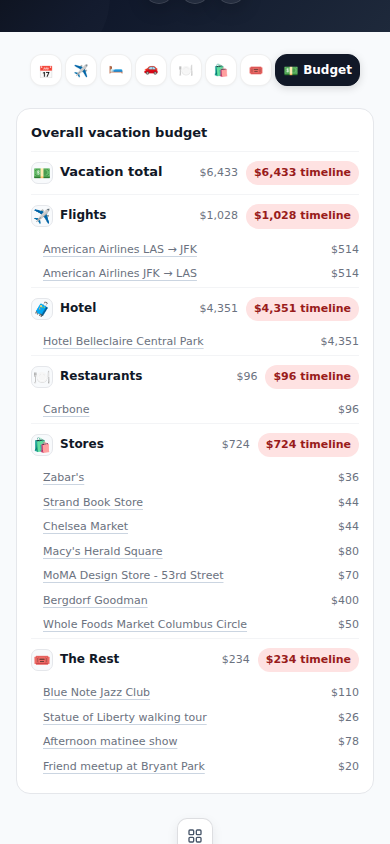 Budget
Overall vacation budget
Vacation total $6,433 $6,433 timeline
Flights $1,028 $1,028 timeline
American Airlines LAS → JFK $514
American Airlines JFK → LAS $514
Hotel $4,351 $4,351 timeline
Hotel Belleclaire Central Park $4,351
Restaurants $96 $96 timeline
Carbone $96
Stores $724 $724 timeline
Zabar's $36
Strand Book Store $44
Chelsea Market $44
Macy's Herald Square $80
MoMA Design Store - 53rd Street $70
Bergdorf Goodman $400
Whole Foods Market Columbus Circle $50
The Rest $234 $234 timeline
Blue Note Jazz Club $110
Statue of Liberty walking tour $26
Afternoon matinee show $78
Friend meetup at Bryant Park $20